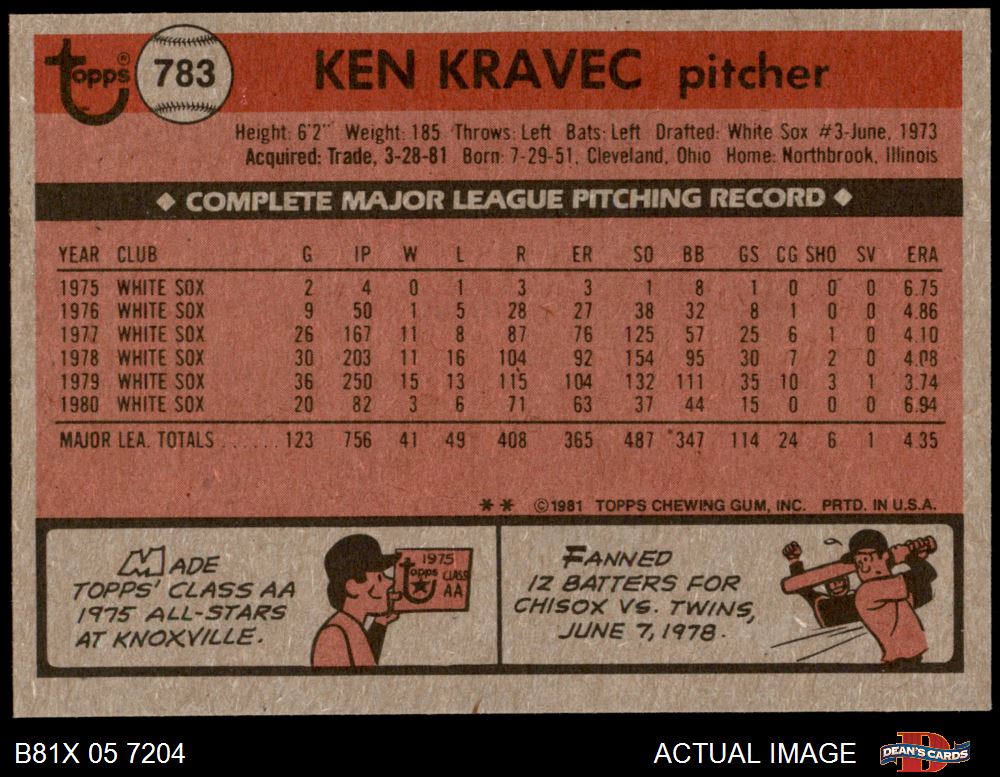 Topps® 783 KEN KRAVEC pitcher
Height: 6'2" Weight: 185 Throws: Left Bats: Left Drafted: White Sox #3-June, 1973
Acquired: Trade, 3-28-81 Born: 7-29-51, Cleveland, Ohio Home: Northbrook, Illinois
◆ COMPLETE MAJOR LEAGUE PITCHING RECORD ◆
YEAR CLUB G IP W L R ER SO BB GS CG SHO SV ERA
1975 WHITE SOX 2 4 0 1 3 3 1 8 1 0 0 0 6.75
1976 WHITE SOX 9 50 1 5 28 27 38 32 8 1 0 0 4.86
1977 WHITE SOX 26 167 11 8 87 76 125 57 25 6 1 0 4.10
1978 WHITE SOX 30 203 11 16 104 92 154 95 30 7 2 0 4.08
1979 WHITE SOX 36 250 15 13 115 104 132 111 35 10 3 1 3.74
1980 WHITE SOX 20 82 3 6 71 63 37 44 15 0 0 0 6.94
MAJOR LEA. TOTALS ....... 123 756 41 49 408 365 487 347 114 24 6 1 4.35
** ©1981 TOPPS CHEWING GUM, INC. PRTD. IN U.S.A.
MADE
TOPPS' CLASS AA
1975 ALL-STARS
AT KNOXVILLE.
1975
Topps CLASS
AA
FANNED
12 BATTERS FOR
CHISOX VS. TWINS,
JUNE 7, 1978.
B81X 05 7204 ACTUAL IMAGE DEAN'S CARDS